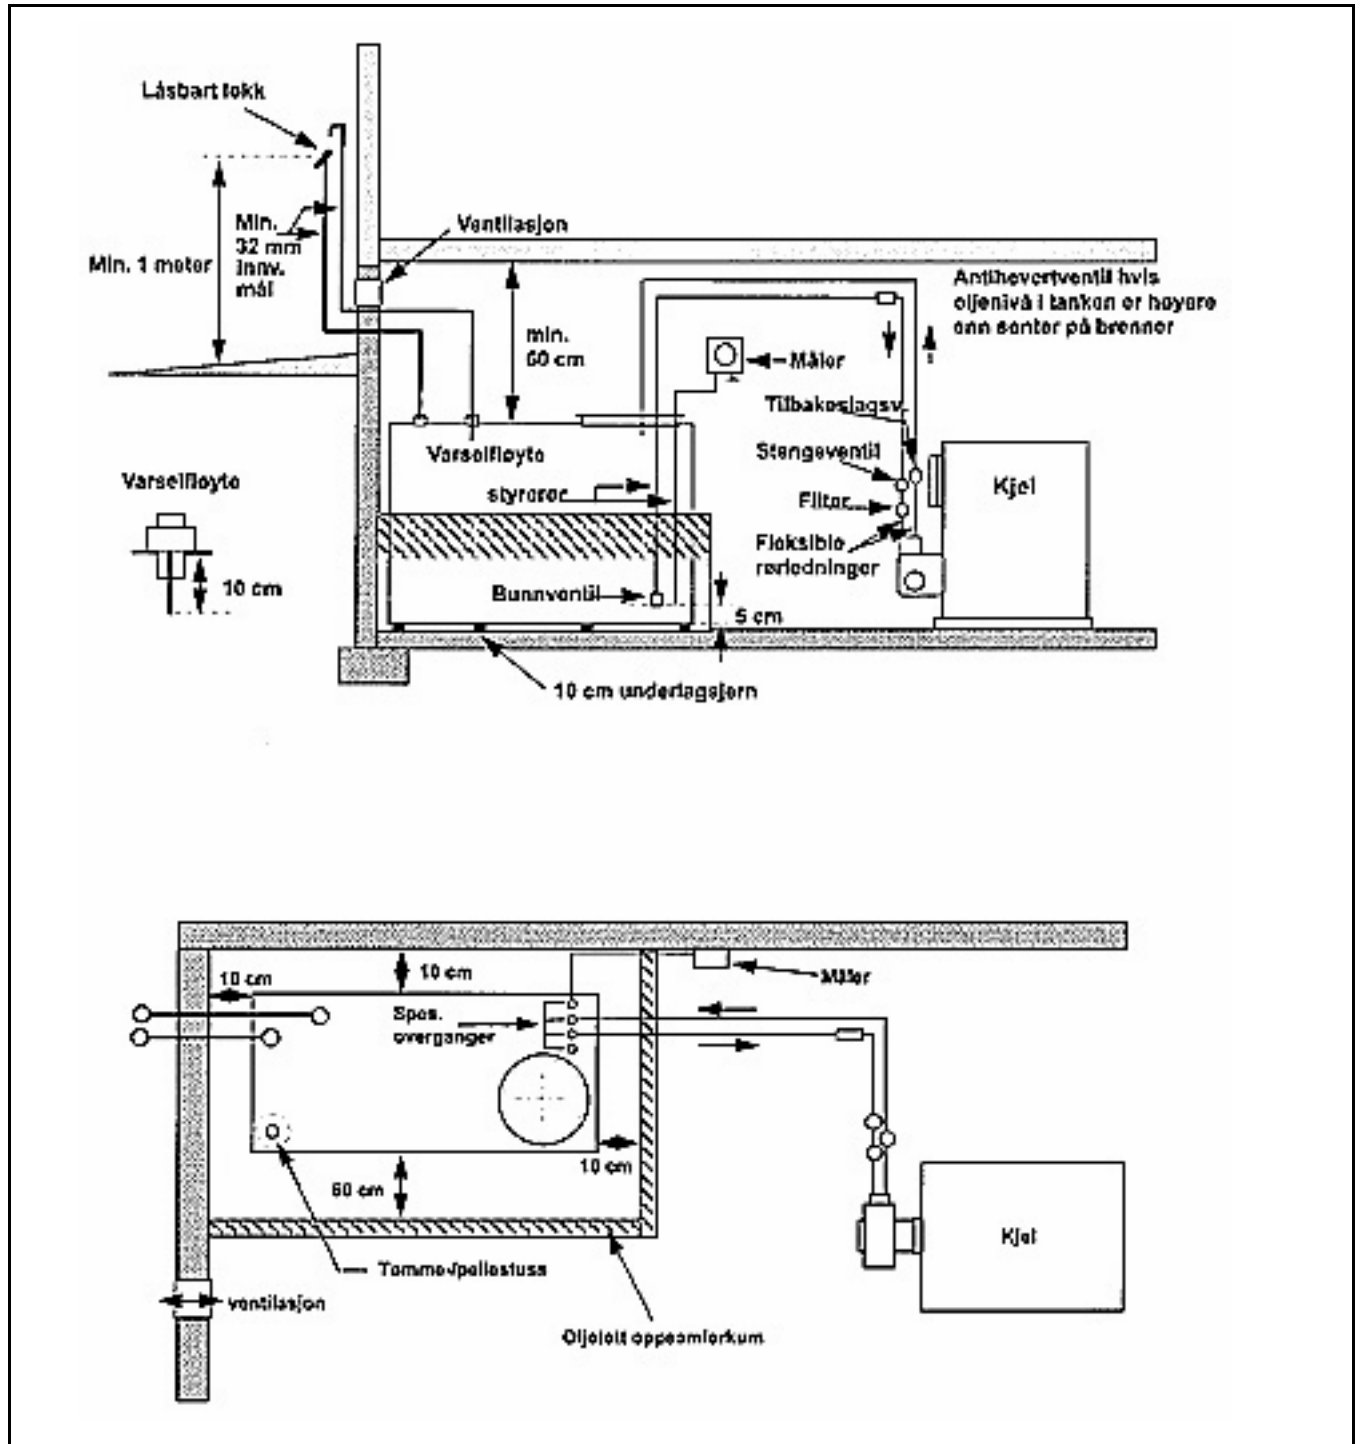 Låsbart lokk
Min.
32 mm
innv.
mål
Min. 1 meter
Ventilasjon
Antihevertventil hvis
oljenivå i tanken er høyere
enn senter på brenner
min.
60 cm
Måler
Tilbakeslagsv.
Varselfløyte
Stengeventil
Kjel
Varselfløyte
styrerør
Filter
Fleksible
rørledninger
10 cm
Bunnventil
5 cm
10 cm underlagsjern
10 cm
10 cm
Måler
Spes.
overganger
10 cm
60 cm
Kjel
Tømme-/peilestuss
ventilasjon
Oljetett oppsamlerkum